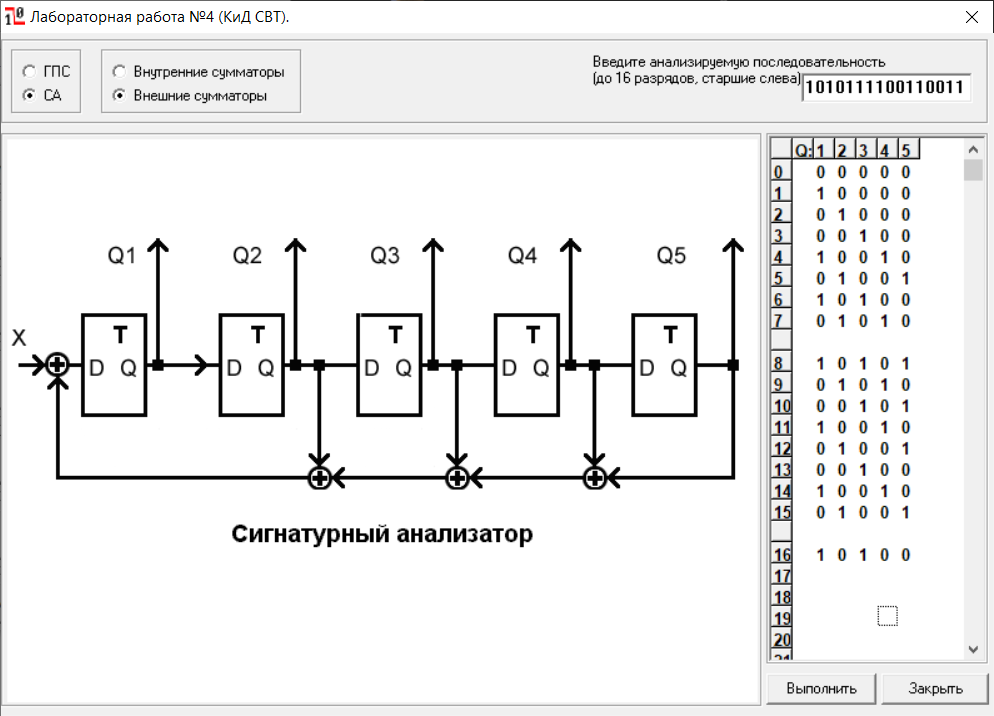 Лабораторная работа №4 (КиД СВТ).
ГПС
СА
Внутренние сумматоры
Внешние сумматоры
Введите анализируемую последовательность
(до 16 разрядов, старшие слева)
1010111100110011
X
Q1
Q2
Q3
Q4
Q5
T
D Q
T
D Q
T
D Q
T
D Q
T
D Q
Сигнатурный анализатор
Q: 1 2 3 4 5
0 0 0 0 0 0
1 1 0 0 0 0
2 0 1 0 0 0
3 0 0 1 0 0
4 1 0 0 1 0
5 0 1 0 0 1
6 1 0 1 0 0
7 0 1 0 1 0
8 1 0 1 0 1
9 0 1 0 1 0
10 0 0 1 0 1
11 1 0 0 1 0
12 0 1 0 0 1
13 0 0 1 0 0
14 1 0 0 1 0
15 0 1 0 0 1
16 1 0 1 0 0
17
18
19
20
21
Выполнить
Закрыть